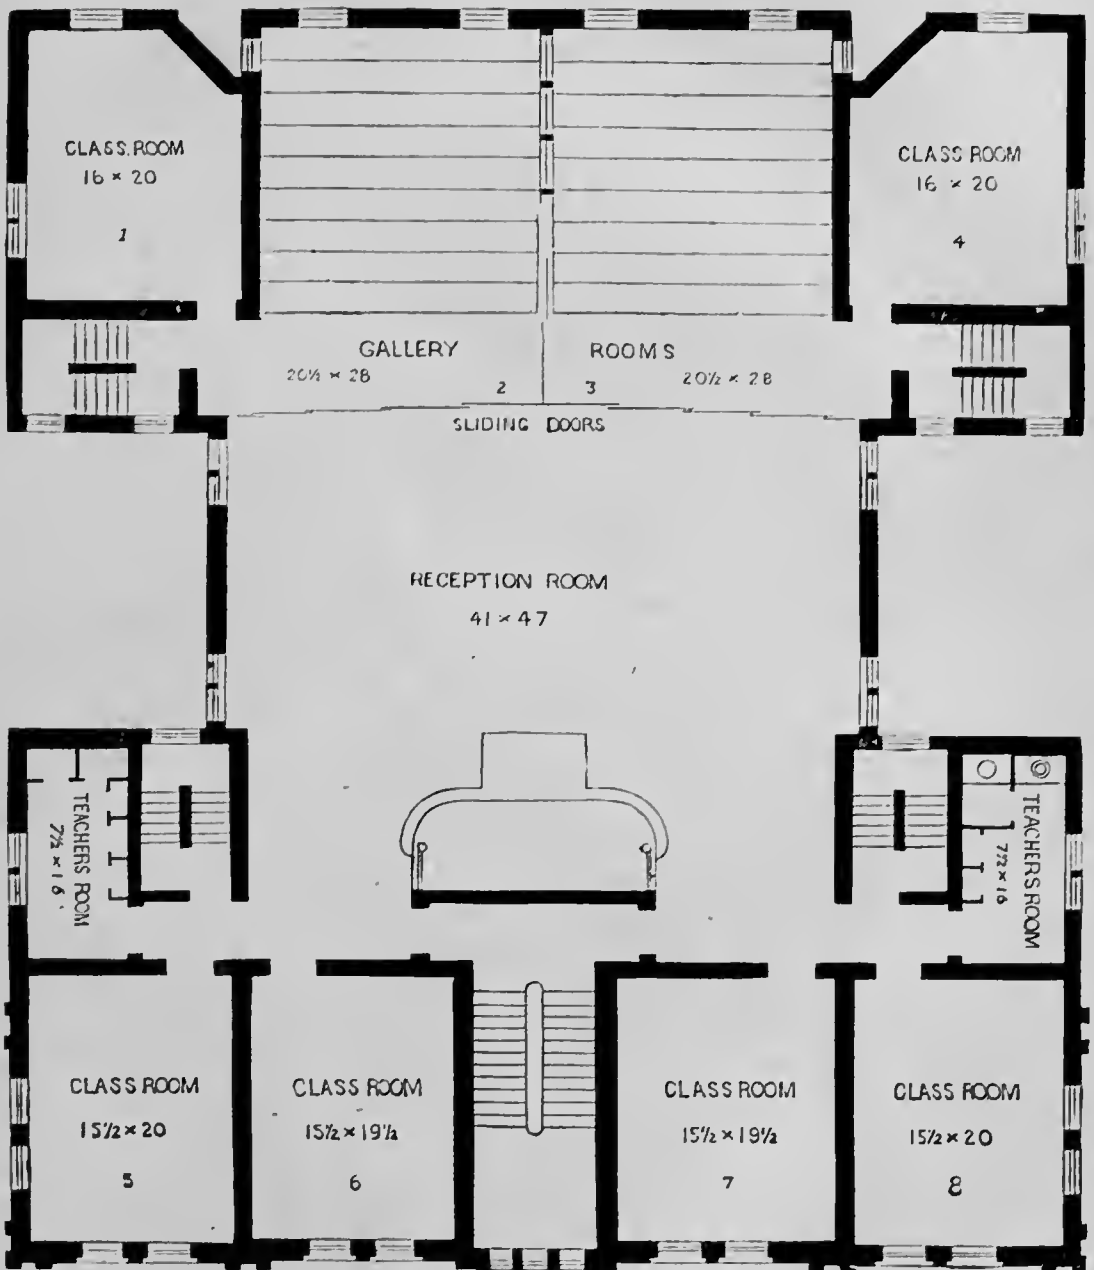 CLASS. ROOM
16 × 20
1
CLASS ROOM
16 × 20
4
GALLERY ROOMS
20½ × 28
2
3
20½ × 28
SLIDING DOORS
RECEPTION ROOM
41 × 47
TEACHERS ROOM
7½ × 16
TEACHERS ROOM
7½ × 16
CLASS ROOM
15½ × 20
5
CLASS ROOM
15½ × 19½
6
CLASS ROOM
15½ × 19½
7
CLASS ROOM
15½ × 20
8